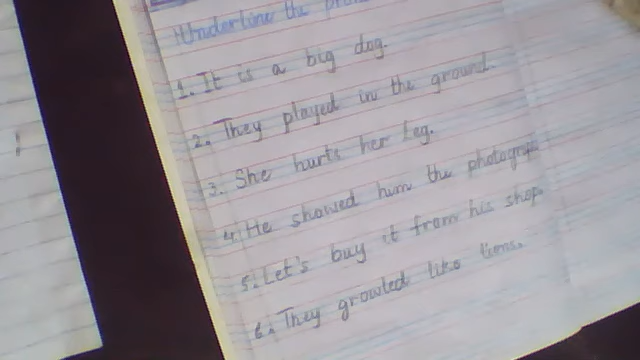 Underline the
1. It is a big dog.
2. They played in the ground.
3. She hurts her leg.
4. He showed him the photograph
5. Let's buy it from his shop.
6. They growled like lions.